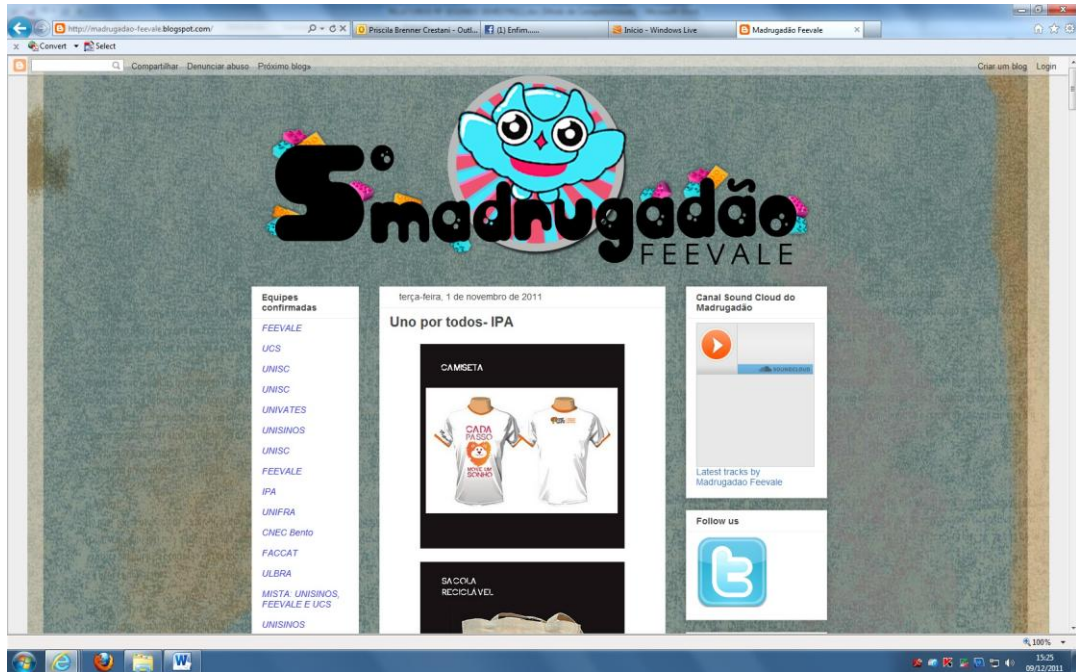 http://madrugadao-feevale.blogspot.com/
Priscila Brenner Crestani - Outl...
(1) Enfim......
Início - Windows Live
Madrugadão Feevale
x Convert Select
Compartilhar Denunciar abuso Próximo blog»
Criar um blog Login
5º madrugadão
FEEVALE
Equipes
confirmadas
FEEVALE
UCS
UNISC
UNISC
UNIVATES
UNISINOS
UNISC
FEEVALE
IPA
UNIFRA
CNEC Bento
FACCAT
ULBRA
MISTA: UNISINOS,
FEEVALE E UCS
UNISINOS
terça-feira, 1 de novembro de 2011
Uno por todos- IPA
CAMISETA
CADA
PASSO
MOVE UM
SONHO
SACOLA
RECICLÁVEL
Canal Sound Cloud do
Madrugadão
SOUNDCLOUD
Latest tracks by
Madrugadao Feevale
Follow us
100%
15:25
09/12/2011